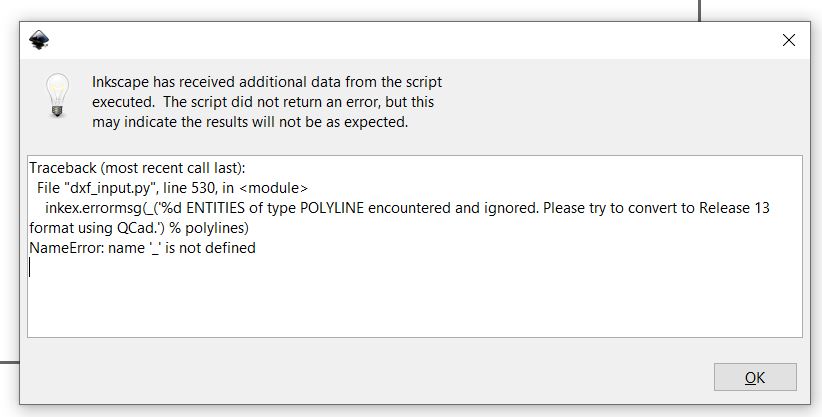 Inkscape has received additional data from the script
executed.  The script did not return an error, but this
may indicate the results will not be as expected.
Traceback (most recent call last):
  File "dxf_input.py", line 530, in <module>
    inkex.errormsg(_('%d ENTITIES of type POLYLINE encountered and ignored. Please try to convert to Release 13
format using QCad.') % polylines)
NameError: name '_' is not defined
OK